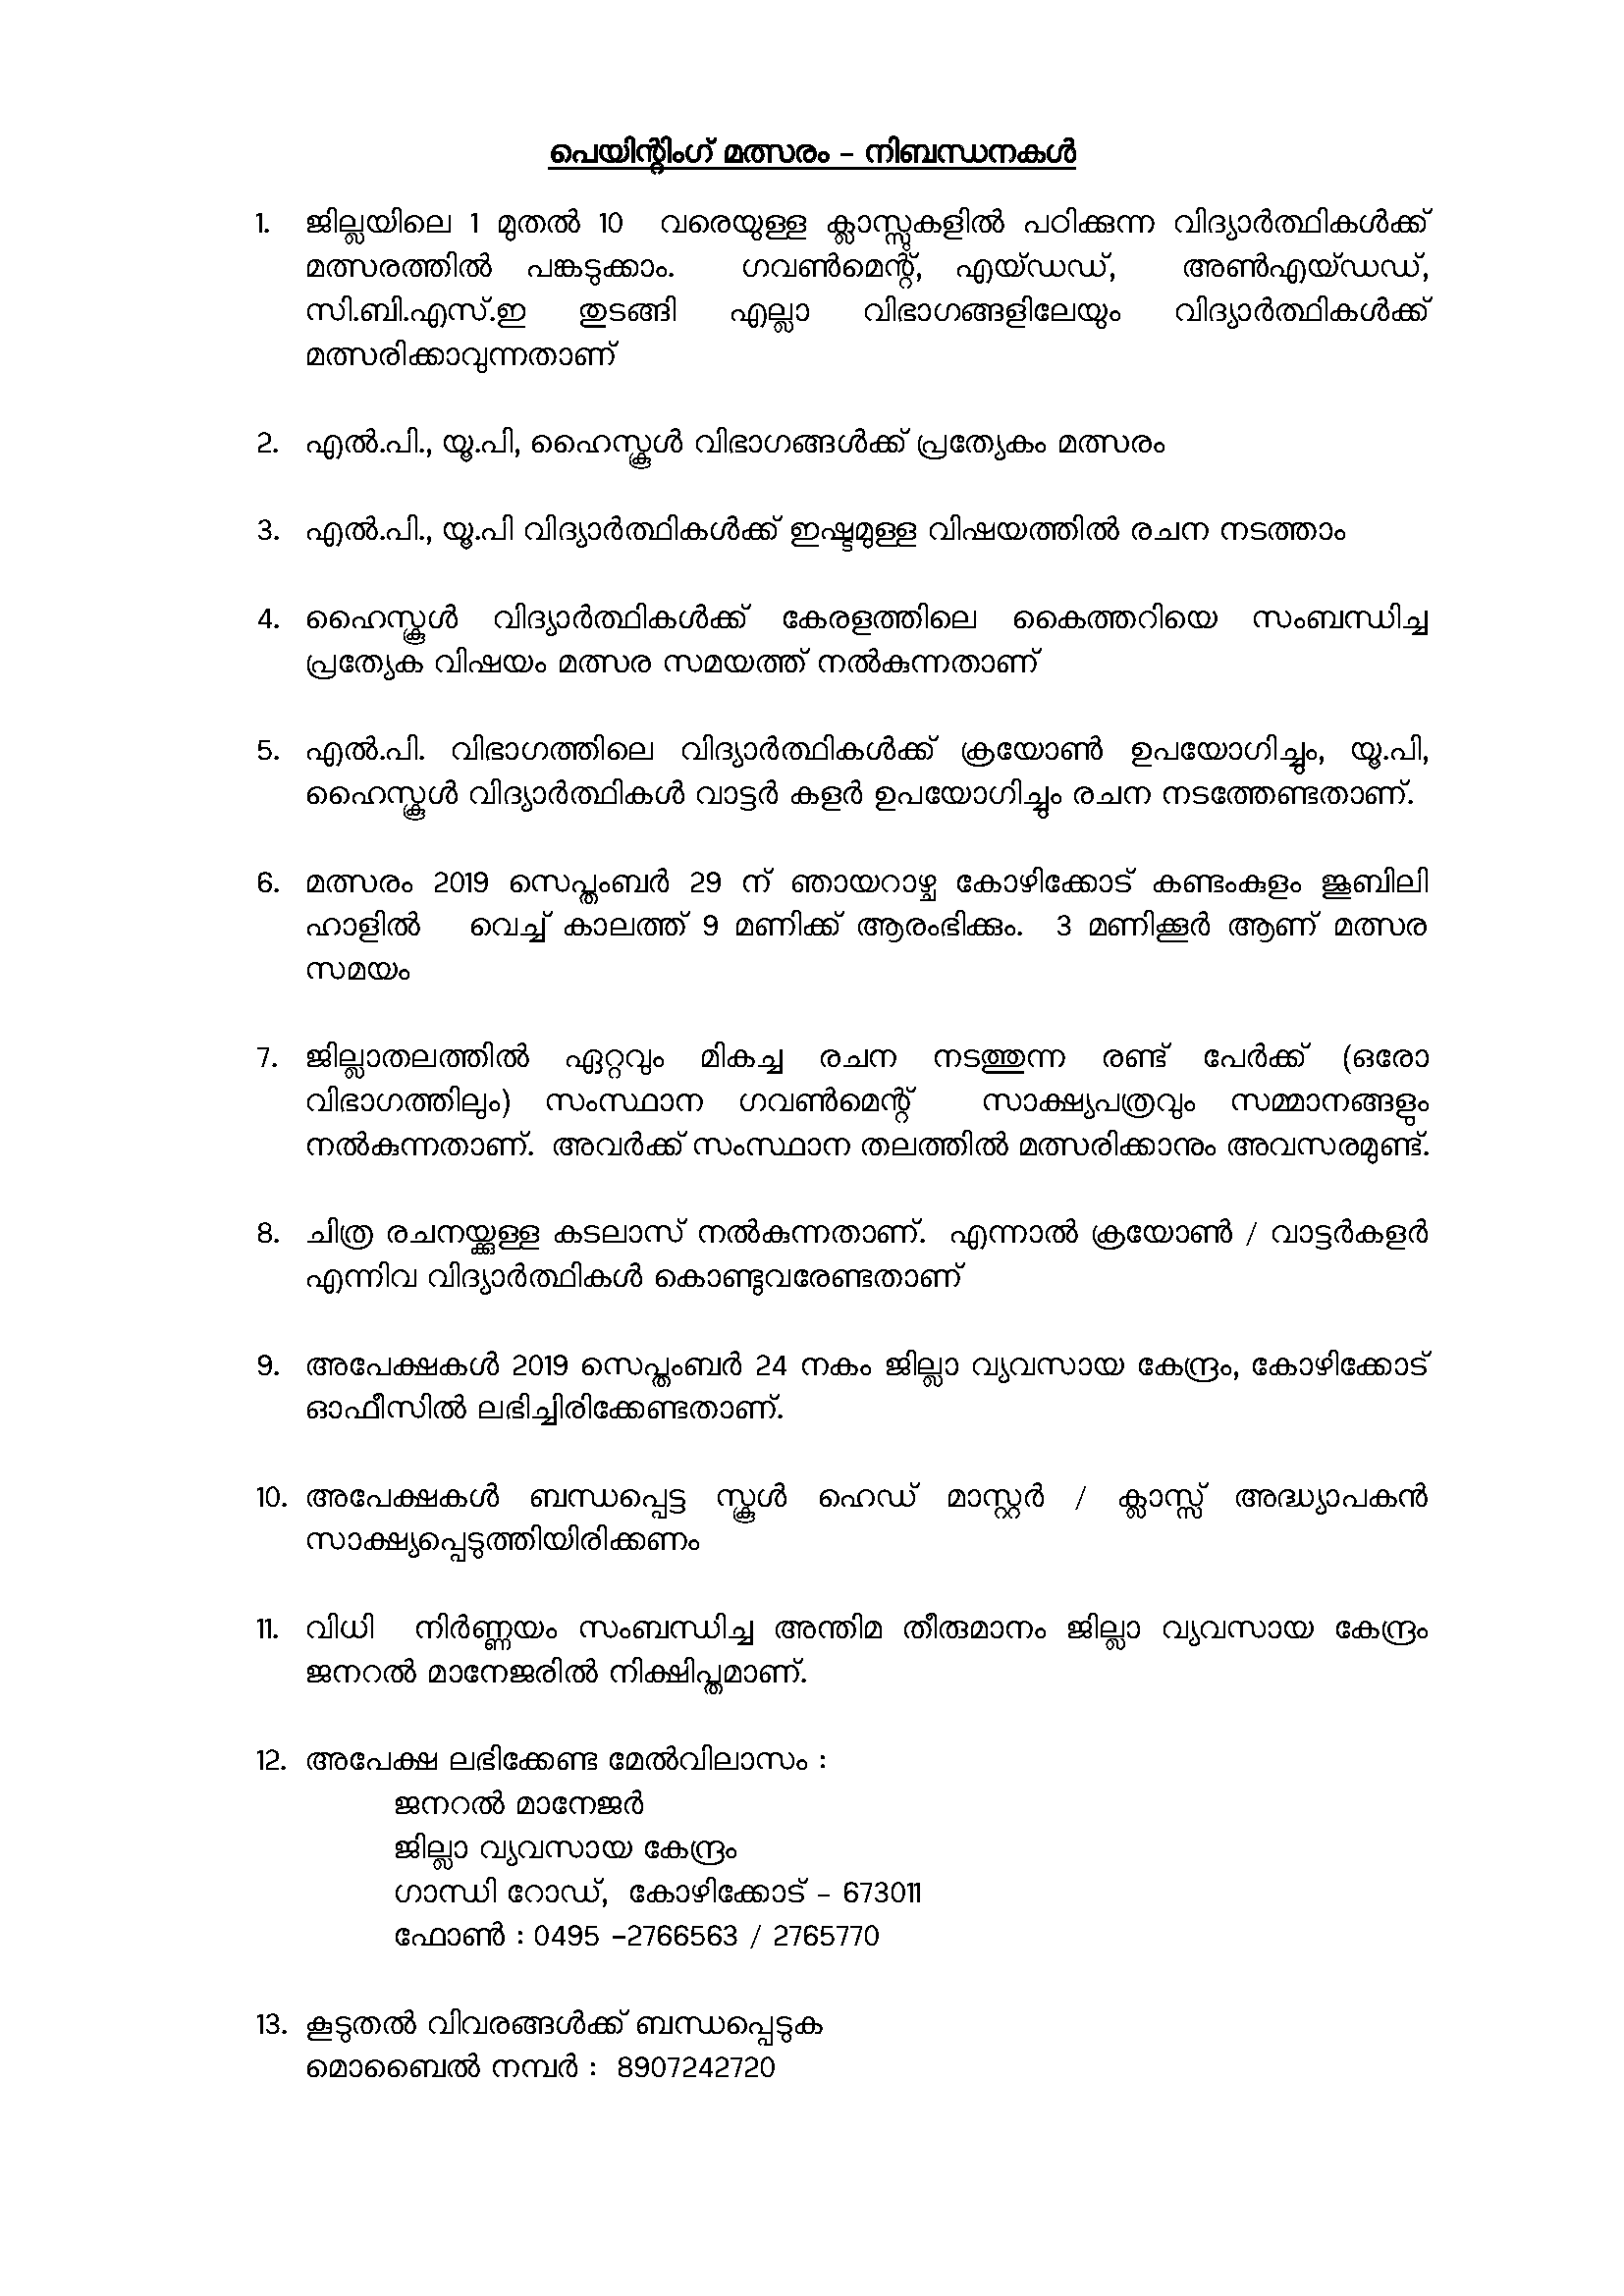 പെയിന്റിംഗ് മത്സരം – നിബന്ധനകൾ
1. ജില്ലയിലെ 1 മുതൽ 10 വരെയുള്ള ക്ലാസ്സുകളിൽ പഠിക്കുന്ന വിദ്യാർത്ഥികൾക്ക്
മത്സരത്തിൽ പങ്കടുക്കാം. ഗവൺമെന്റ്, എയ്ഡഡ്, അൺഎയ്ഡഡ്,
സി.ബി.എസ്.ഇ തുടങ്ങി എല്ലാ വിഭാഗങ്ങളിലേയും വിദ്യാർത്ഥികൾക്ക്
മത്സരിക്കാവുന്നതാണ്
2. എൽ.പി., യൂ.പി, ഹൈസ്കൂൾ വിഭാഗങ്ങൾക്ക് പ്രത്യേകം മത്സരം
3. എൽ.പി., യൂ.പി വിദ്യാർത്ഥികൾക്ക് ഇഷ്ടമുള്ള വിഷയത്തിൽ രചന നടത്താം
4. ഹൈസ്കൂൾ വിദ്യാർത്ഥികൾക്ക് കേരളത്തിലെ കൈത്തറിയെ സംബന്ധിച്ച
പ്രത്യേക വിഷയം മത്സര സമയത്ത് നൽകുന്നതാണ്
5. എൽ.പി. വിഭാഗത്തിലെ വിദ്യാർത്ഥികൾക്ക് ക്രയോൺ ഉപയോഗിച്ചും, യൂ.പി,
ഹൈസ്കൂൾ വിദ്യാർത്ഥികൾ വാട്ടർ കളർ ഉപയോഗിച്ചും രചന നടത്തേണ്ടതാണ്.
6. മത്സരം 2019 സെപ്തംബർ 29 ന് ഞായറാഴ്ച കോഴിക്കോട് കണ്ടംകുളം ജൂബിലി
ഹാളിൽ വെച്ച് കാലത്ത് 9 മണിക്ക് ആരംഭിക്കും. 3 മണിക്കൂർ ആണ് മത്സര
സമയം
7. ജില്ലാതലത്തിൽ ഏറ്റവും മികച്ച രചന നടത്തുന്ന രണ്ട് പേർക്ക് (ഒരോ
വിഭാഗത്തിലും) സംസ്ഥാന ഗവൺമെന്റ് സാക്ഷ്യപത്രവും സമ്മാനങ്ങളും
നൽകുന്നതാണ്. അവർക്ക് സംസ്ഥാന തലത്തിൽ മത്സരിക്കാനും അവസരമുണ്ട്.
8. ചിത്ര രചനയ്ക്കുള്ള കടലാസ് നൽകുന്നതാണ്. എന്നാൽ ക്രയോൺ / വാട്ടർകളർ
എന്നിവ വിദ്യാർത്ഥികൾ കൊണ്ടുവരേണ്ടതാണ്
9. അപേക്ഷകൾ 2019 സെപ്തംബർ 24 നകം ജില്ലാ വ്യവസായ കേന്ദ്രം, കോഴിക്കോട്
ഓഫീസിൽ ലഭിച്ചിരിക്കേണ്ടതാണ്.
10. അപേക്ഷകൾ ബന്ധപ്പെട്ട സ്കൂൾ ഹെഡ് മാസ്റ്റർ / ക്ലാസ്സ് അദ്ധ്യാപകൻ
സാക്ഷ്യപ്പെടുത്തിയിരിക്കണം
11. വിധി നിർണ്ണയം സംബന്ധിച്ച അന്തിമ തീരുമാനം ജില്ലാ വ്യവസായ കേന്ദ്രം
ജനറൽ മാനേജരിൽ നിക്ഷിപ്തമാണ്.
12. അപേക്ഷ ലഭിക്കേണ്ട മേൽവിലാസം :
ജനറൽ മാനേജർ
ജില്ലാ വ്യവസായ കേന്ദ്രം
ഗാന്ധി റോഡ്, കോഴിക്കോട് – 673011
ഫോൺ : 0495 –2766563 / 2765770
13. കൂടുതൽ വിവരങ്ങൾക്ക് ബന്ധപ്പെടുക
മൊബൈൽ നമ്പർ : 8907242720